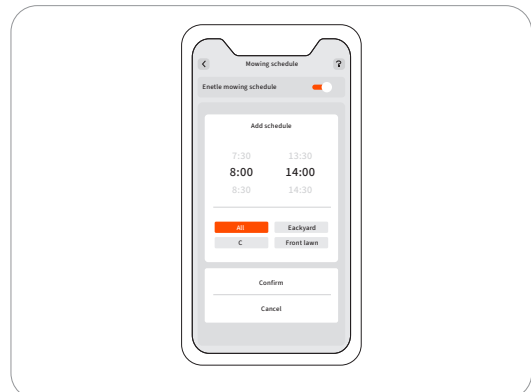 Mowing schedule
?
Enetle mowing schedule
Add schedule
7:30 13:30
8:00 14:00
8:30 14:30
All Eackyard
C Front lawn
Confirm
Cancel